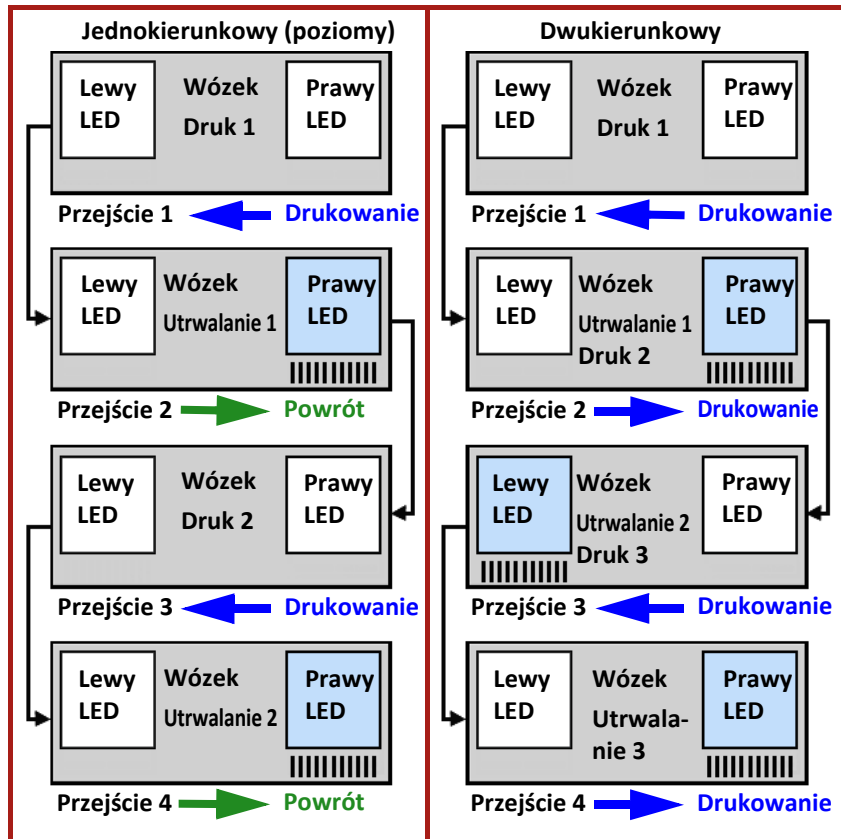 Jednokierunkowy (poziomy)
Lewy
LED
Wózek
Druk 1
Prawy
LED
Przejście 1
Drukowanie
Lewy
LED
Wózek
Utrwalanie 1
Prawy
LED
Przejście 2
Powrót
Lewy
LED
Wózek
Druk 2
Prawy
LED
Przejście 3
Drukowanie
Lewy
LED
Wózek
Utrwalanie 2
Prawy
LED
Przejście 4
Powrót
Dwukierunkowy
Lewy
LED
Wózek
Druk 1
Prawy
LED
Przejście 1
Drukowanie
Lewy
LED
Wózek
Utrwalanie 1
Druk 2
Prawy
LED
Przejście 2
Drukowanie
Lewy
LED
Wózek
Utrwalanie 2
Druk 3
Prawy
LED
Przejście 3
Drukowanie
Lewy
LED
Wózek
Utrwala-
nie 3
Prawy
LED
Przejście 4
Drukowanie